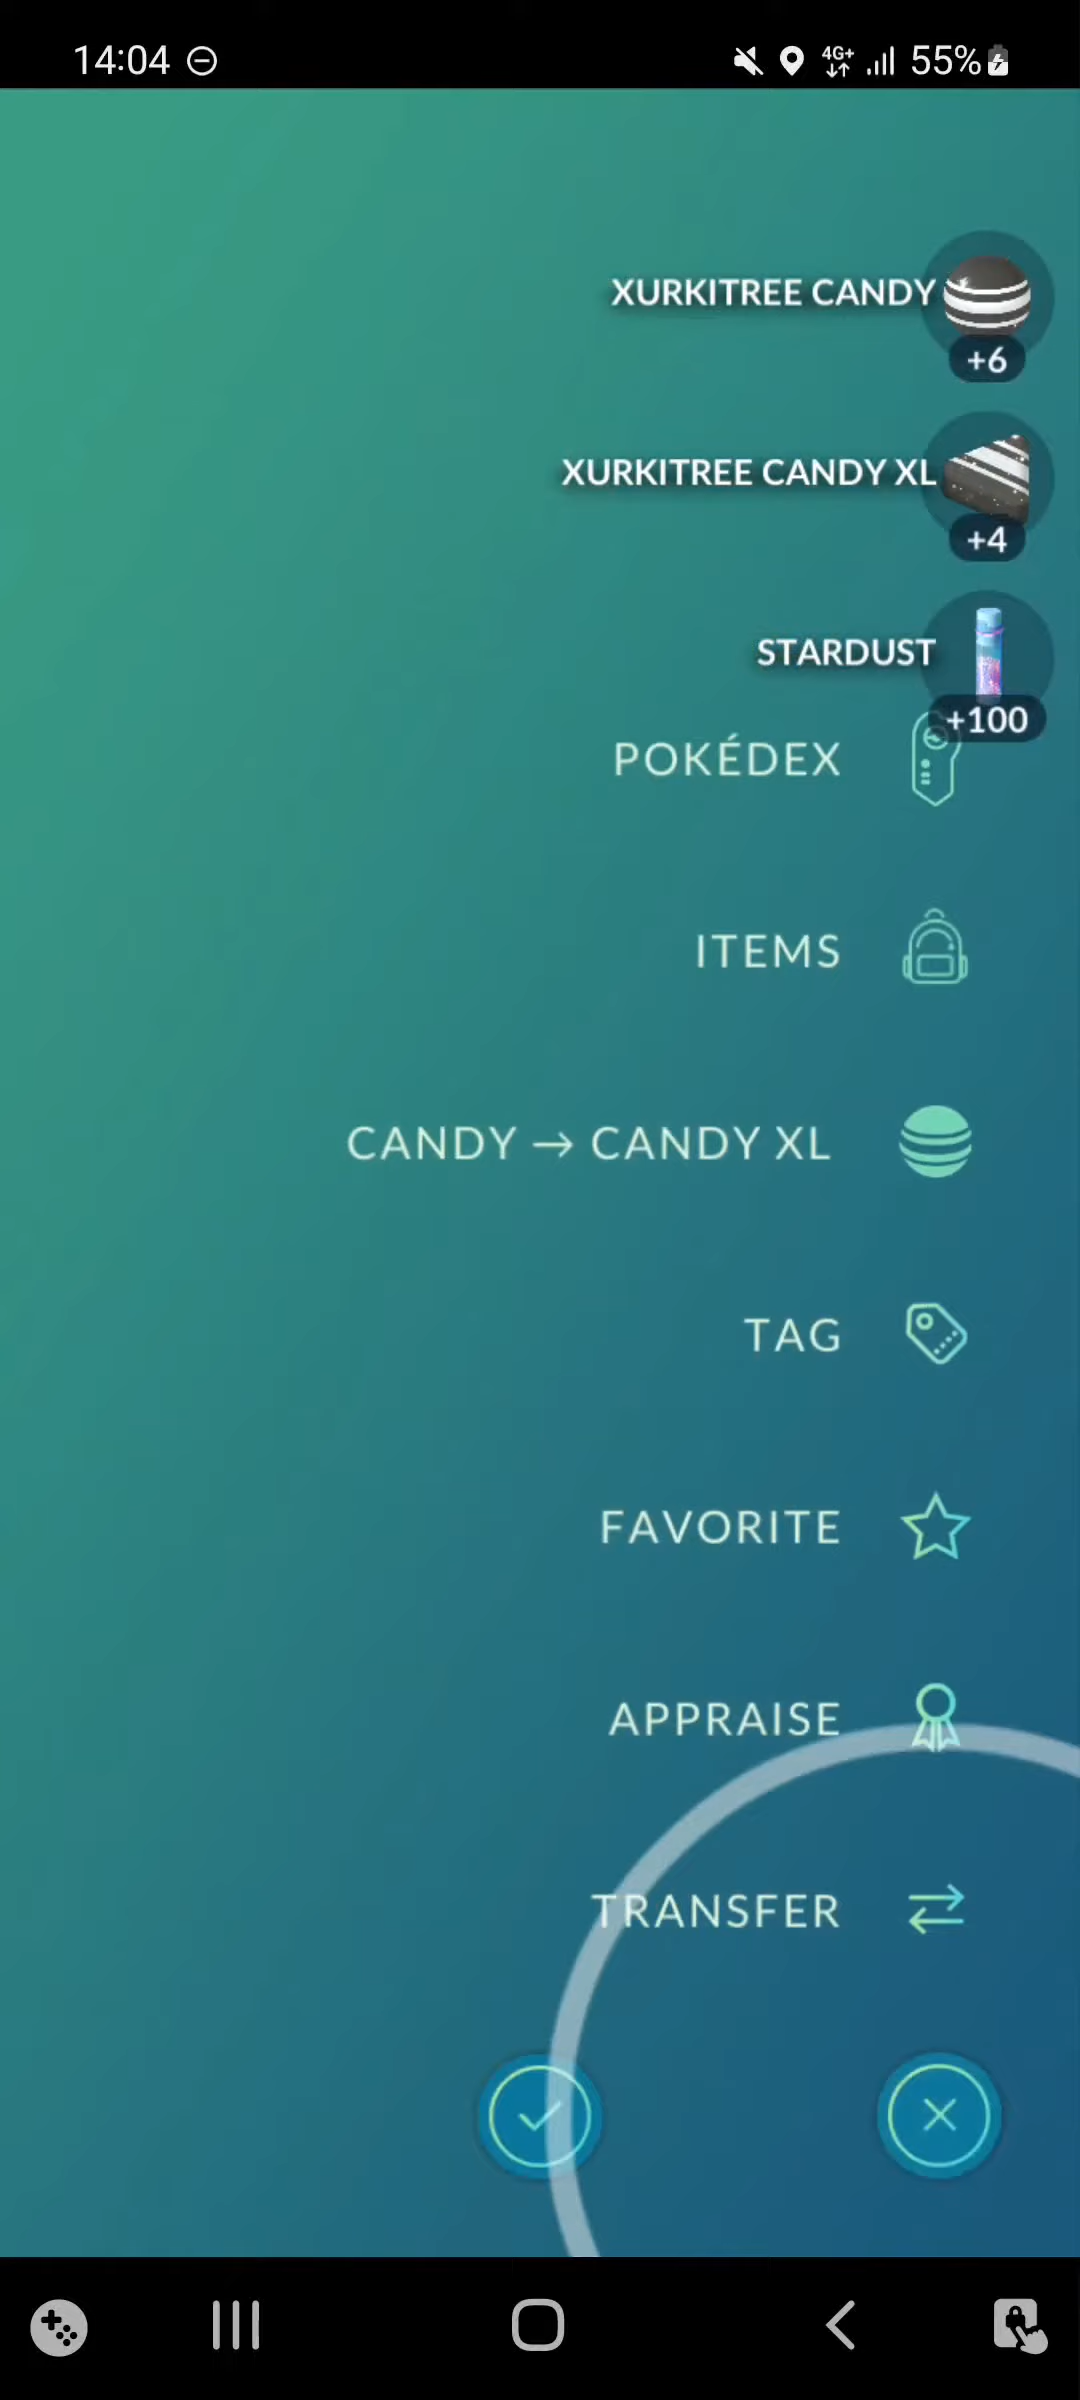 14:04
4G+
55%
XURKITREE CANDY
+6
XURKITREE CANDY XL
+4
STARDUST
+100
POKÉDEX
ITEMS
CANDY → CANDY XL
TAG
FAVORITE
APPRAISE
TRANSFER